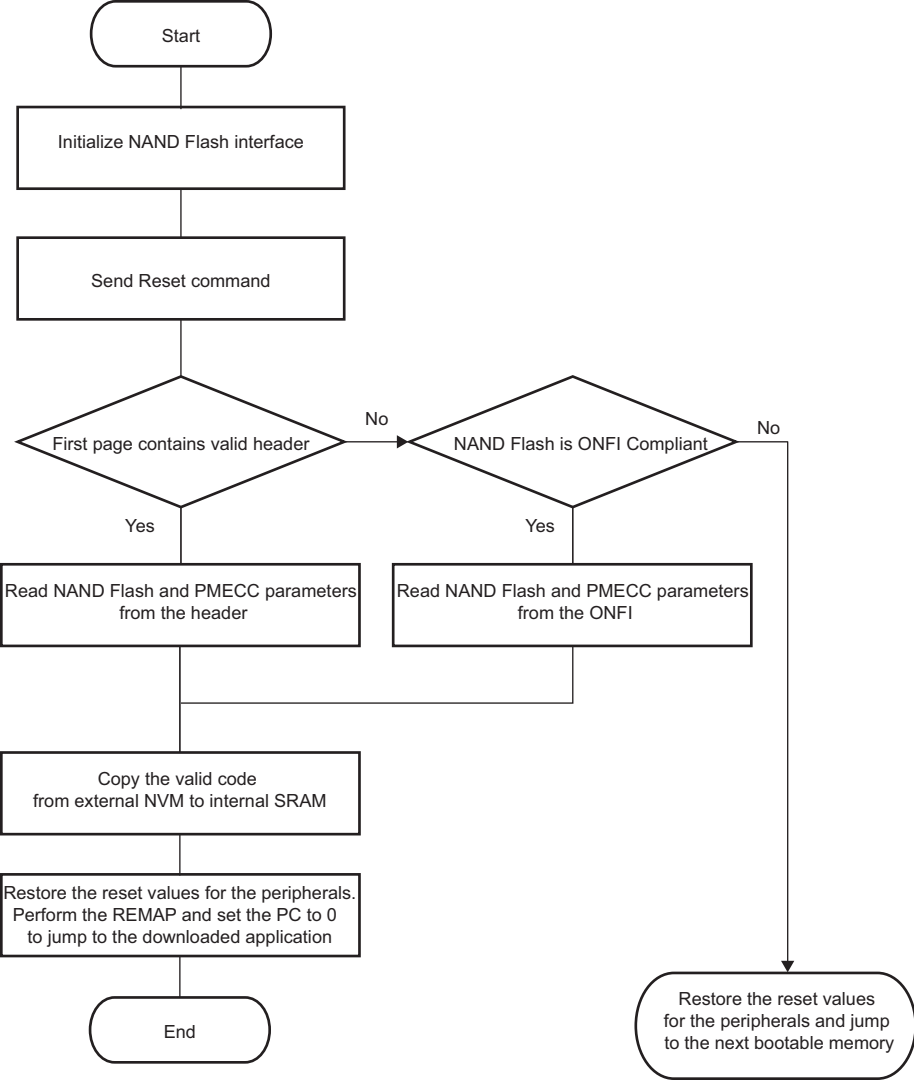 Start
Initialize NAND Flash interface
Send Reset command
First page contains valid header
No
NAND Flash is ONFI Compliant
No
Yes
Yes
Read NAND Flash and PMECC parameters
from the header
Read NAND Flash and PMECC parameters
from the ONFI
Copy the valid code
from external NVM to internal SRAM
Restore the reset values for the peripherals.
Perform the REMAP and set the PC to 0
to jump to the downloaded application
End
Restore the reset values
for the peripherals and jump
to the next bootable memory